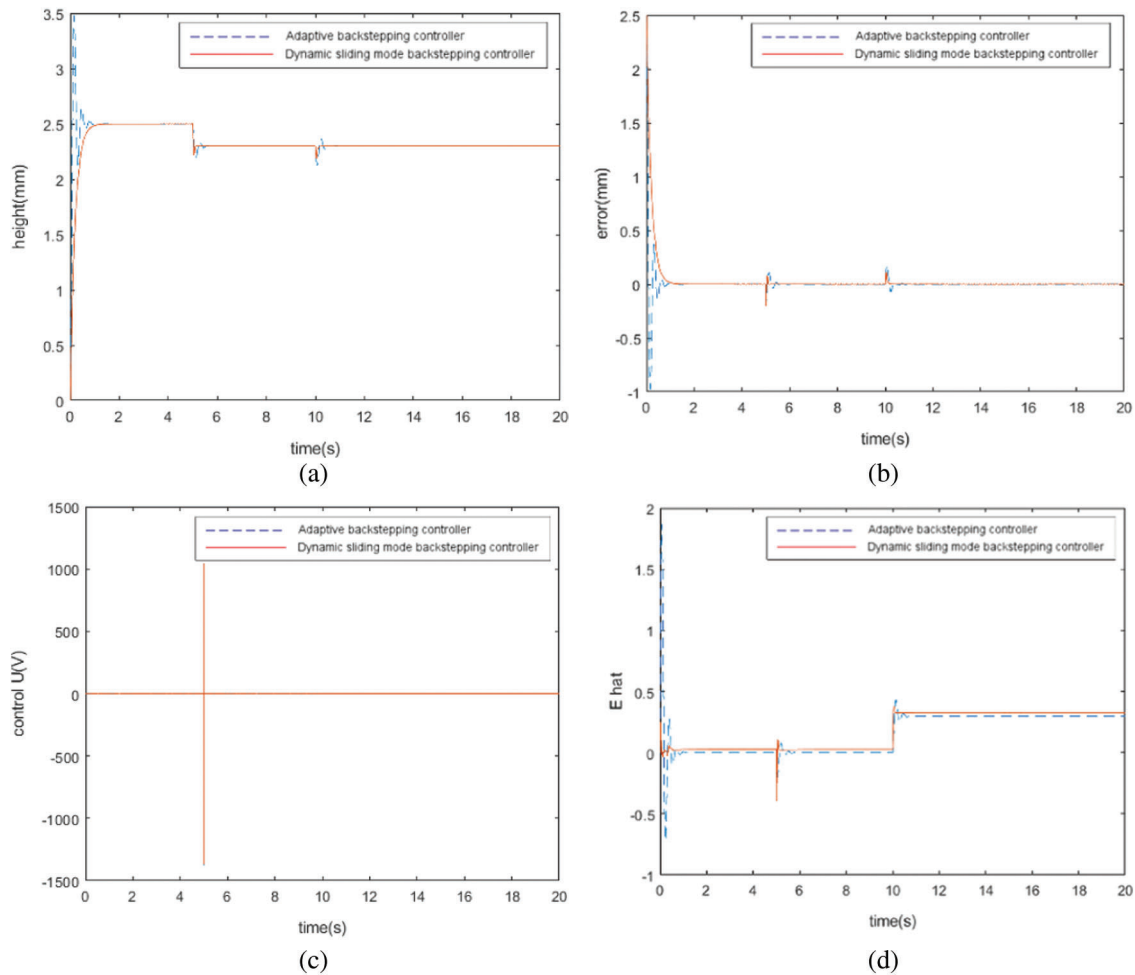 3.5
3
2.5
2
1.5
1
0.5
0
height(mm)
Adaptive backstepping controller
Dynamic sliding mode backstepping controller
0 2 4 6 8 10 12 14 16 18 20
time(s)
(a)
2.5
2
1.5
1
0.5
0
-0.5
-1
error(mm)
Adaptive backstepping controller
Dynamic sliding mode backstepping controller
0 2 4 6 8 10 12 14 16 18 20
time(s)
(b)
1500
1000
500
0
-500
-1000
-1500
control U(V)
Adaptive backstepping controller
Dynamic sliding mode backstepping controller
0 2 4 6 8 10 12 14 16 18 20
time(s)
(c)
2
1.5
1
0.5
0
-0.5
-1
E hat
Adaptive backstepping controller
Dynamic sliding mode backstepping controller
0 2 4 6 8 10 12 14 16 18 20
time(s)
(d)